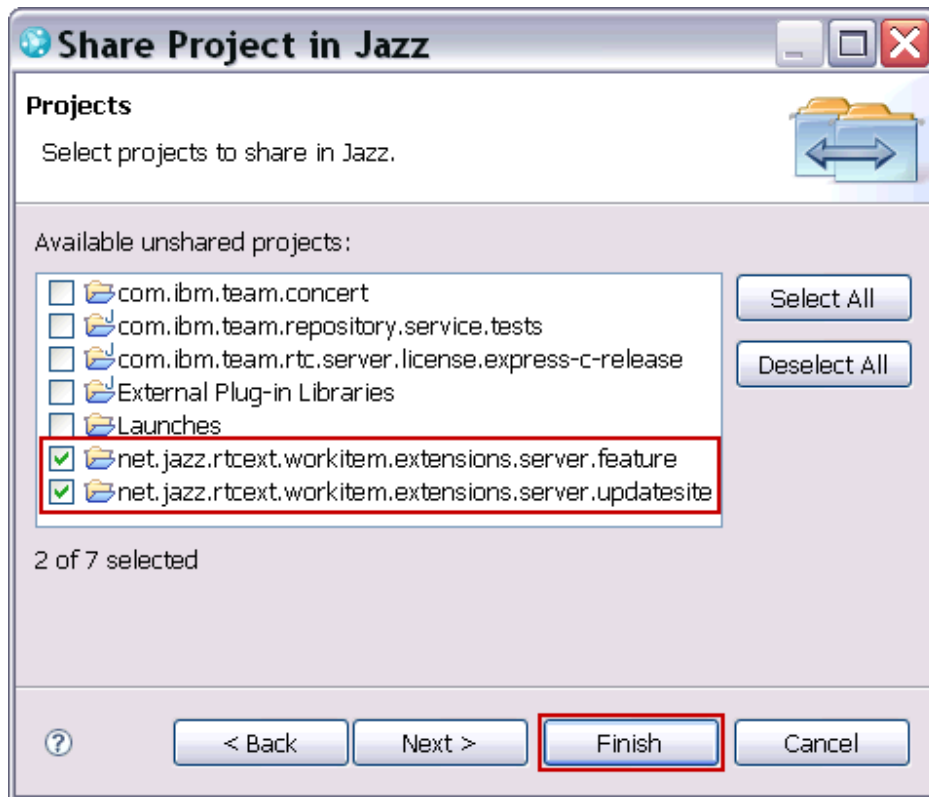 Share Project in Jazz
Projects
Select projects to share in Jazz.
Available unshared projects:
com.ibm.team.concert
com.ibm.team.repository.service.tests
com.ibm.team.rtc.server.license.express-c-release
External Plug-in Libraries
Launches
net.jazz.rtcext.workitem.extensions.server.feature
net.jazz.rtcext.workitem.extensions.server.updatesite
Select All
Deselect All
2 of 7 selected
? < Back Next > Finish Cancel